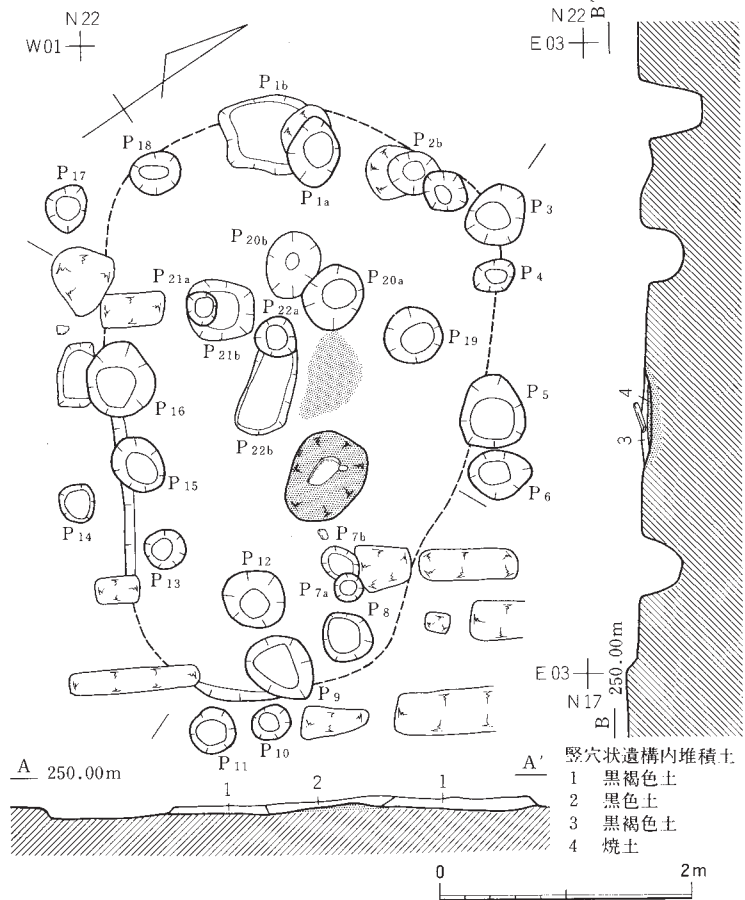 N22
W01
N22
E03
B'
P1b
P18
P2b
P17
P1a
P3
P20b
P4
P21a
P20a
P22a
P19
P21b
P5
P16
P22b
4
3
P15
P6
P14
P7b
P13
P12
P7a
P8
E03
N17
B 250.00m
P9
P11
P10
A 250.00m
A'
1
2
1
竪穴状遺構内堆積土
1 黒褐色土
2 黒色土
3 黒褐色土
4 焼土
0
2m